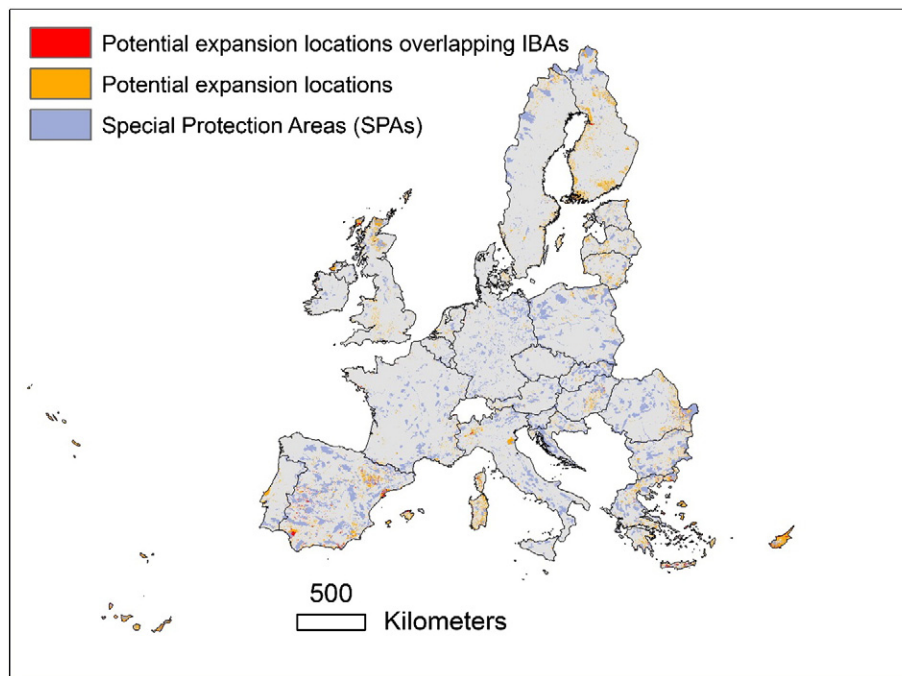 Potential expansion locations overlapping IBAs
Potential expansion locations
Special Protection Areas (SPAs)
500
Kilometers